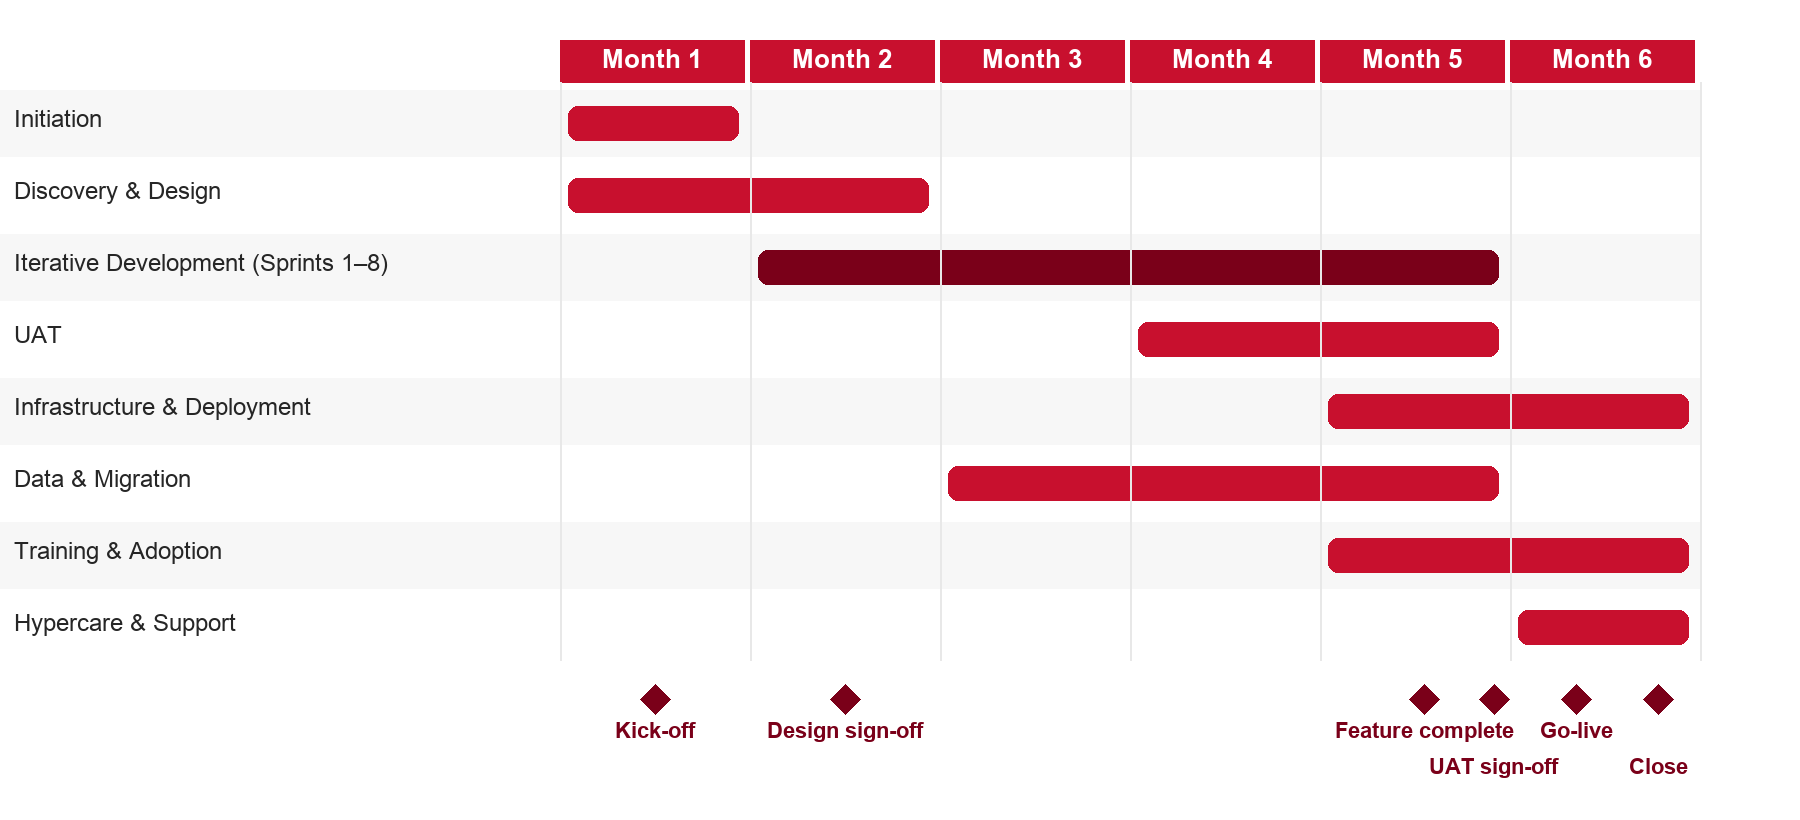 Month 1 Month 2 Month 3 Month 4 Month 5 Month 6
Initiation
Discovery & Design
Iterative Development (Sprints 1–8)
UAT
Infrastructure & Deployment
Data & Migration
Training & Adoption
Hypercare & Support
Kick-off Design sign-off Feature complete Go-live
UAT sign-off Close